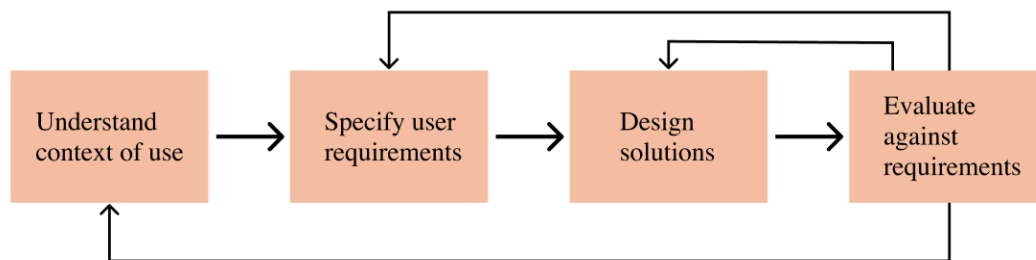 Understand
context of use
Specify user
requirements
Design
solutions
Evaluate
against
requirements